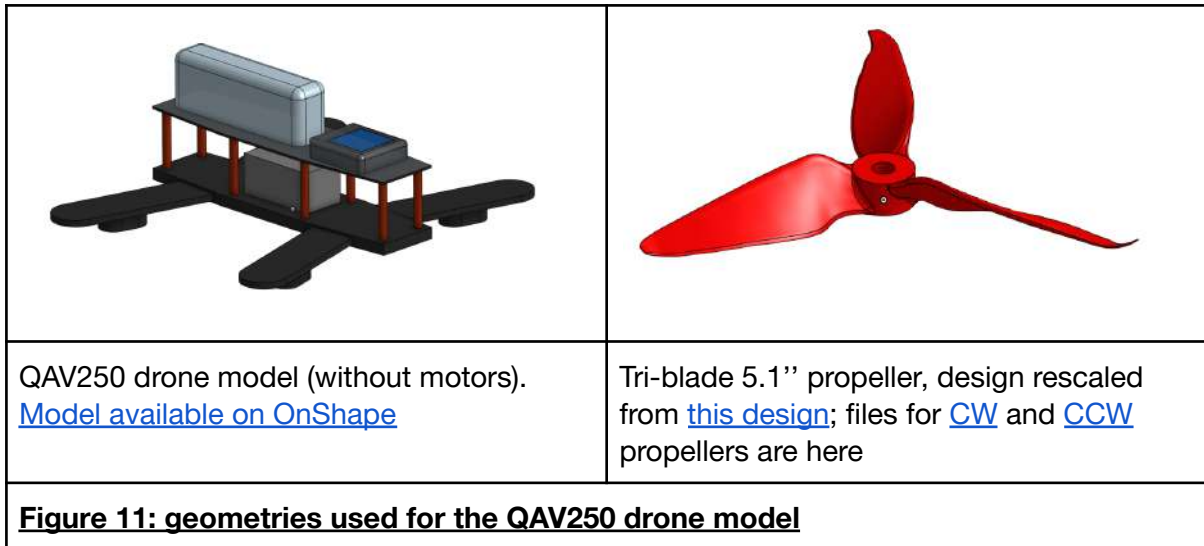 QAV250 drone model (without motors).
Model available on OnShape
Tri-blade 5.1’’ propeller, design rescaled
from this design; files for CW and CCW
propellers are here
Figure 11: geometries used for the QAV250 drone model